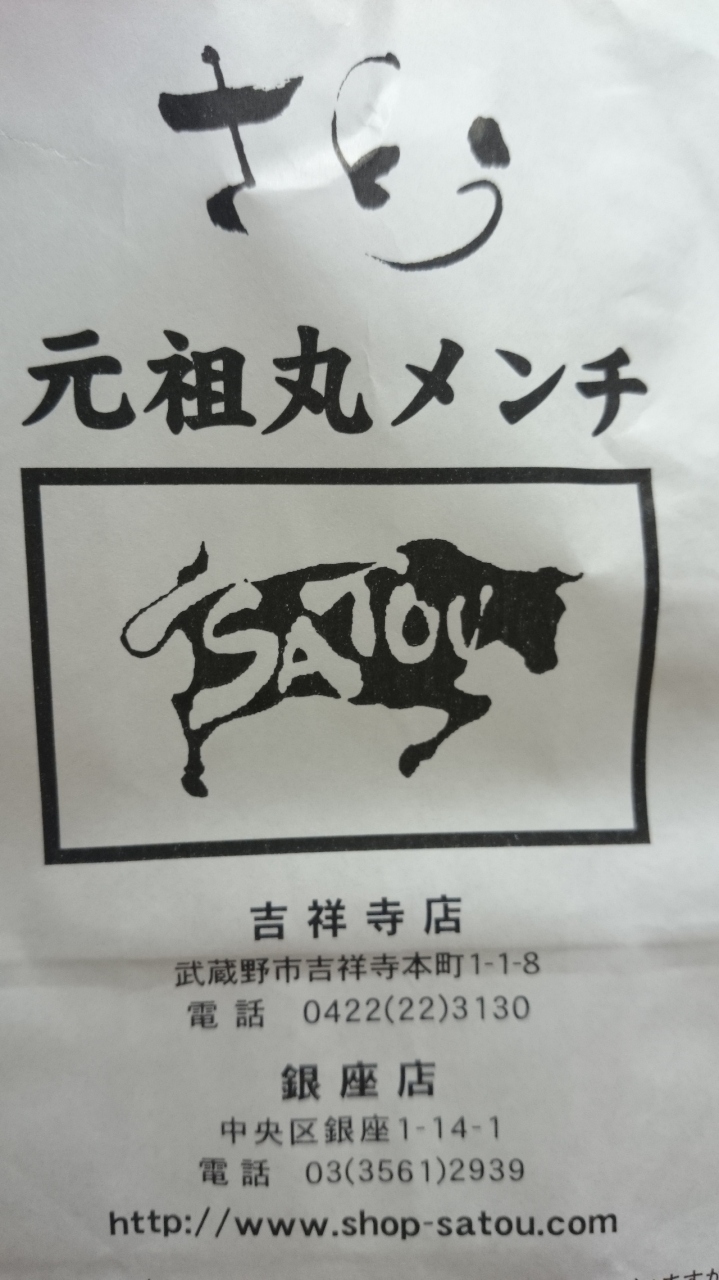 さとう
元祖丸メンチ
SATOU
吉祥寺店
武蔵野市吉祥寺本町1-1-8
電話 0422(22)3130
銀座店
中央区銀座1-14-1
電話 03(3561)2939
http://www.shop-satou.com